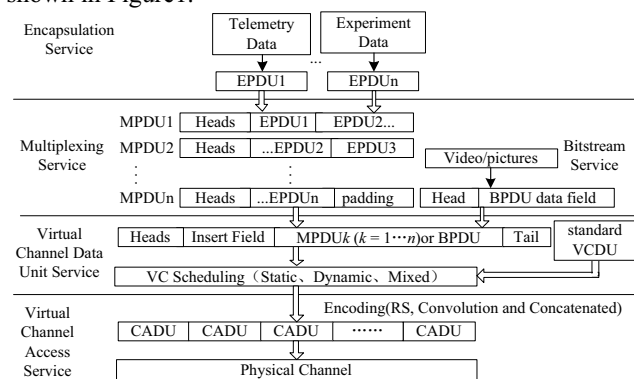 shown in Figure1.
Encapsulation Service
Telemetry Data
Experiment Data
...
EPDU1
EPDUn
Multiplexing Service
MPDU1 Heads EPDU1 EPDU2...
MPDU2 Heads ...EPDU2 EPDU3
⋮ ⋮
MPDUn Heads ...EPDUn padding
Bitstream Service
Video/pictures
Head BPDU data field
Virtual Channel Data Unit Service
Heads Insert Field MPDUk (k = 1⋯n)or BPDU Tail
standard VCDU
VC Scheduling（Static、Dynamic、Mixed）
Virtual Channel Access Service
Encoding(RS, Convolution and Concatenated)
CADU CADU CADU ⋯⋯ CADU
Physical Channel